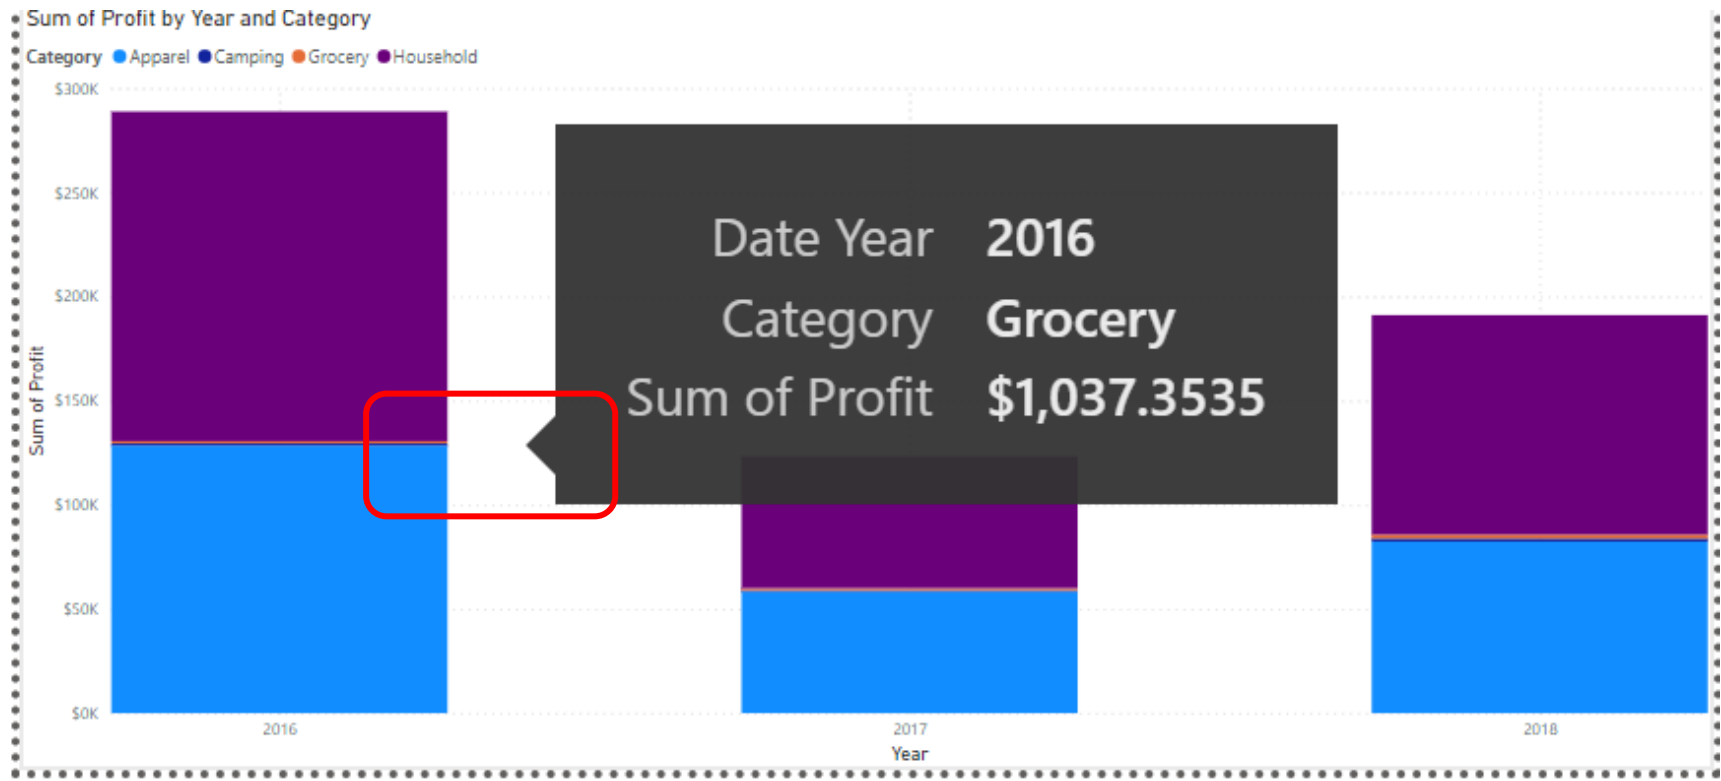 Sum of Profit by Year and Category
Category Apparel Camping Grocery Household
$300K
$250K
$200K
$150K
$100K
$50K
$0K
Sum of Profit
Date Year 2016
Category Grocery
Sum of Profit $1,037.3535
2016 2017 2018
Year